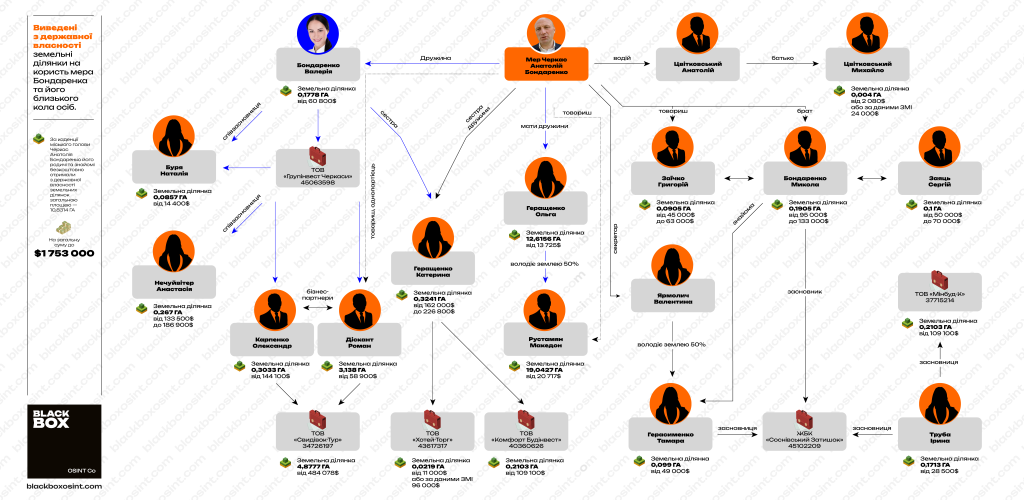 Виведені
з державної
власності
земельні
ділянки на
користь мера
Бондаренка
та його
близького
кола осіб.
За каденції
міського голови
Черкас
Анатолія
Бондаренка його
родичі та знайомі
безкоштовно
отримали
з державної
власності
земельних
ділянок
загальною
площею —
На загальну
суму до
$1 753 000
BLACK
BOX
OSINT Co
blackboxosint.com
Бондаренко
Валерія
Земельна ділянка
0,1778 ГА
від 60 800$
Дружина
Мер Черкас
Анатолій
Бондаренко
водій
Цвітковський
Анатолій
батько
Цвітковський
Михайло
Земельна ділянка
0,004 ГА
від 2 080$
або за даними ЗМІ
24 000$
співзасновниця
Буря
Наталія
Земельна ділянка
0,0857 ГА
від 14 400$
ТОВ
«Групінвест Черкаси»
45063598
співзасновниця
Нечуйвітер
Анастасія
Земельна ділянка
0,267 ГА
від 133 500$
до 186 900$
товариш, однопартієць
сестра
сестра
дружини
товариш
мати дружини
Геращенко
Ольга
Земельна ділянка
12,6156 ГА
від 13 725$
володіє землею 50%
Рустамян
Македон
Земельна ділянка
19,0427 ГА
від 20 717$
Геращенко
Катерина
Земельна ділянка
0,3241 ГА
від 162 000$
до 226 800$
бізнес-
партнери
Карпенко
Олександр
Земельна ділянка
0,3033 ГА
від 144 100$
Діскант
Роман
Земельна ділянка
3,138 ГА
від 58 900$
ТОВ
«Свидівок-Тур»
34726197
Земельна ділянка
4,8777 ГА
від 484 078$
ТОВ
«Хотей-Торг»
43617317
Земельна ділянка
0,0219 ГА
від 11 000$
або за даними ЗМІ
96 000$
ТОВ
«Комфорт Будінвест»
40360626
Земельна ділянка
0,2103 ГА
від 109 100$
товариш
Заїчко
Григорій
Земельна ділянка
0,0905 ГА
від 45 000$
до 63 000$
брат
Бондаренко
Микола
Земельна ділянка
0,1905 ГА
від 95 000$
до 133 000$
Заяць
Сергій
Земельна ділянка
0,1 ГА
від 50 000$
до 70 000$
знайома
секретар
Ярмолич
Валентина
володіє землею 50%
засновник
Герасименко
Тамара
Земельна ділянка
0,099 ГА
від 49 000$
засновниця
ЖБК
«Соснівський Затишок»
45102209
засновниця
Труба
Ірина
Земельна ділянка
0,1713 ГА
від 28 500$
засновниця
ТОВ «Мінбуд-К»
37715214
Земельна ділянка
0,2103 ГА
від 109 100$